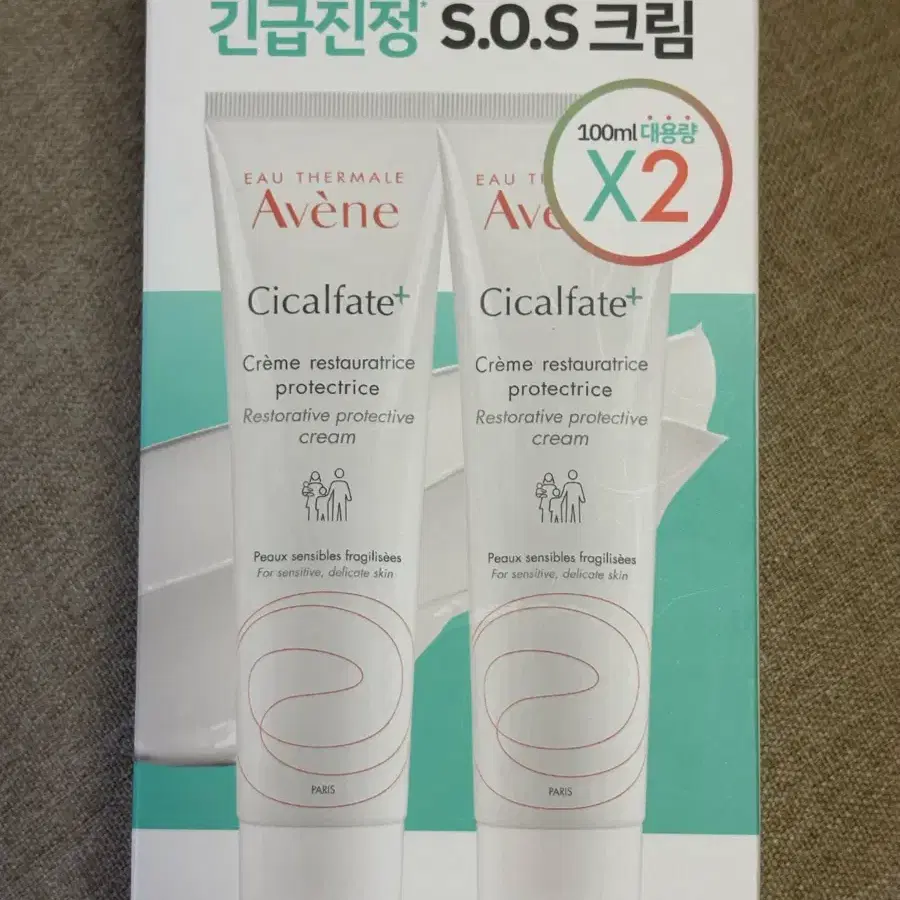 긴급진정* S.O.S 크림
100ml 대용량
X2
EAU THERMALE
Avène
Cicalfate+
Crème restauratrice
protectrice
Restorative protective
cream
Peaux sensibles fragilisées
For sensitive, delicate skin
PARIS
EAU T
Avè
Cicalfate+
Crème restauratrice
protectrice
Restorative protective
cream
Peaux sensibles fragilisées
For sensitive, delicate skin
PARIS